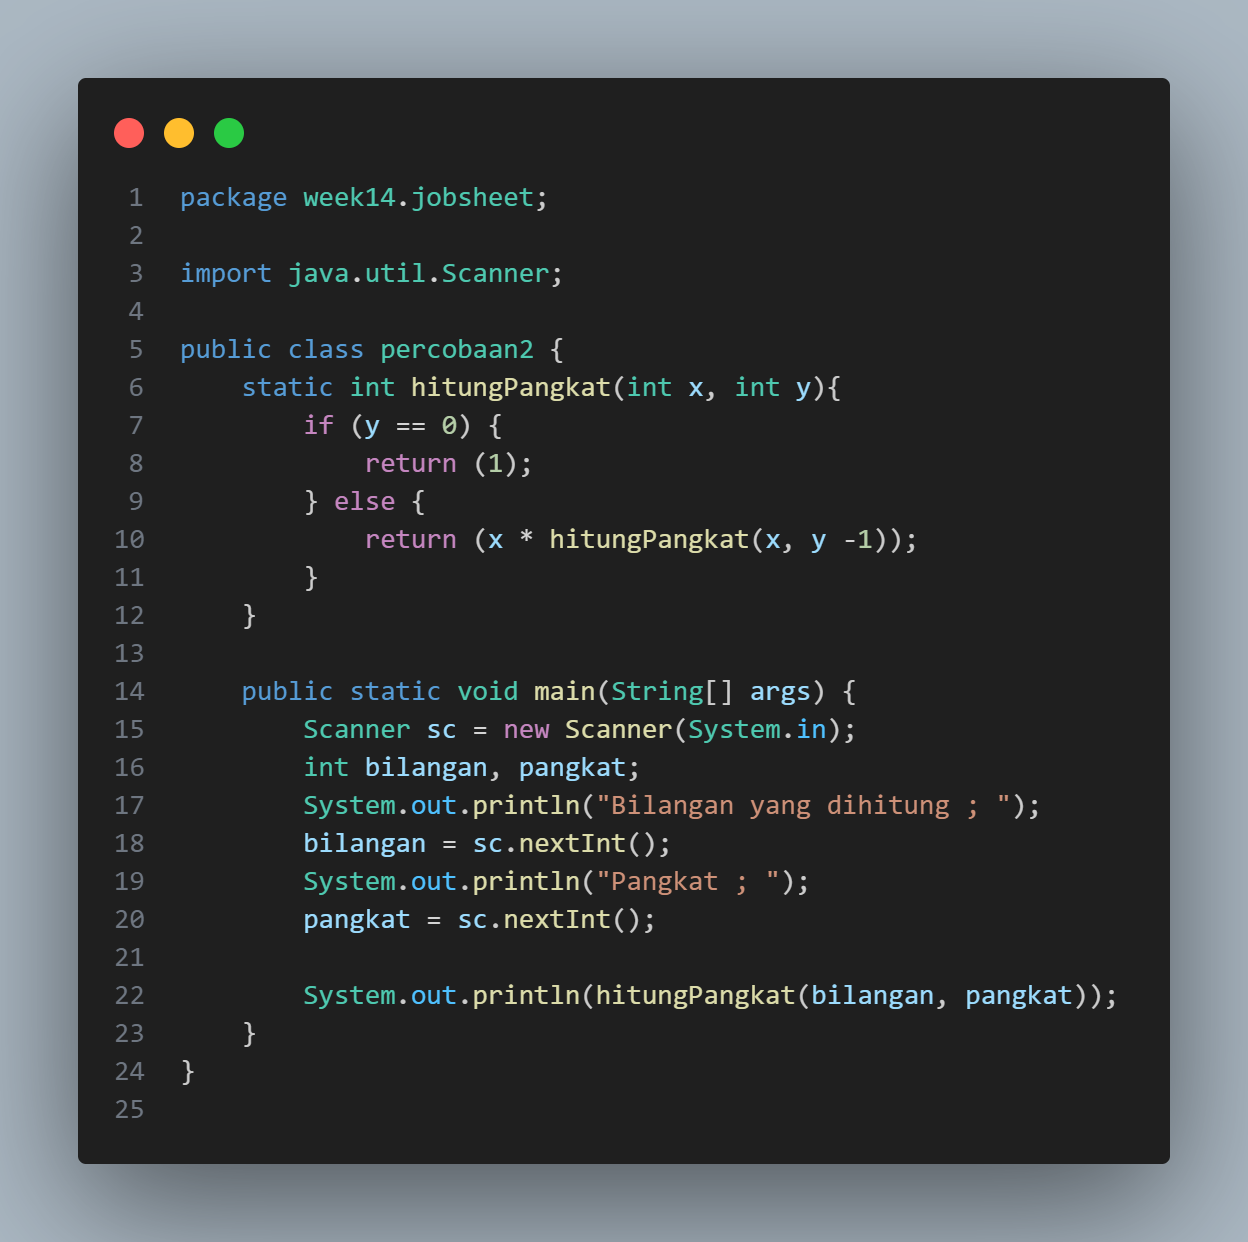 1 package week14.jobsheet;
2
3 import java.util.Scanner;
4
5 public class percobaan2 {
6     static int hitungPangkat(int x, int y){
7         if (y == 0) {
8             return (1);
9         } else {
10             return (x * hitungPangkat(x, y -1));
11         }
12     }
13
14     public static void main(String[] args) {
15         Scanner sc = new Scanner(System.in);
16         int bilangan, pangkat;
17         System.out.println("Bilangan yang dihitung ; ");
18         bilangan = sc.nextInt();
19         System.out.println("Pangkat ; ");
20         pangkat = sc.nextInt();
21
22         System.out.println(hitungPangkat(bilangan, pangkat));
23     }
24 }
25